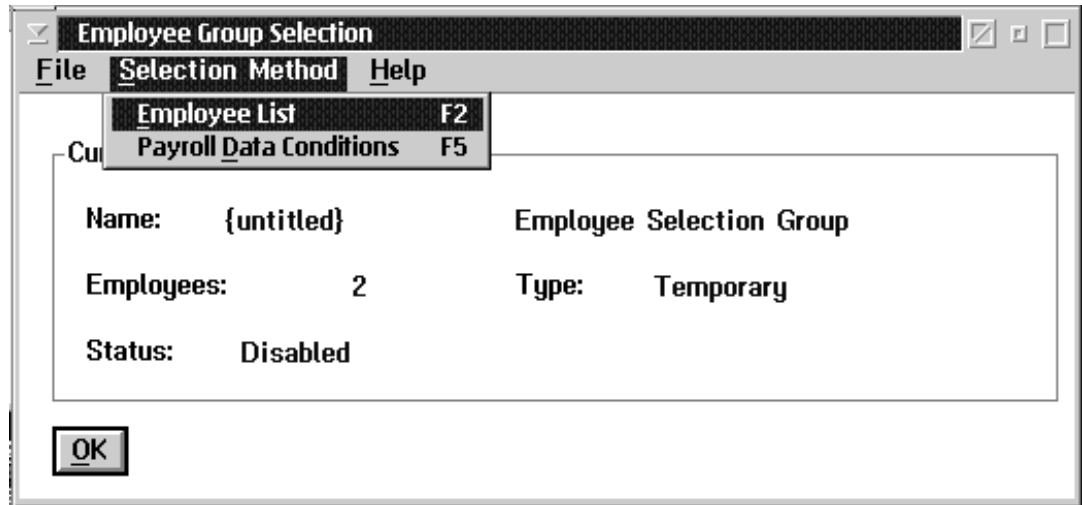 Employee Group Selection
File Selection Method Help
Employee List F2
Payroll Data Conditions F5
Name: {untitled} Employee Selection Group
Employees: 2 Type: Temporary
Status: Disabled
OK